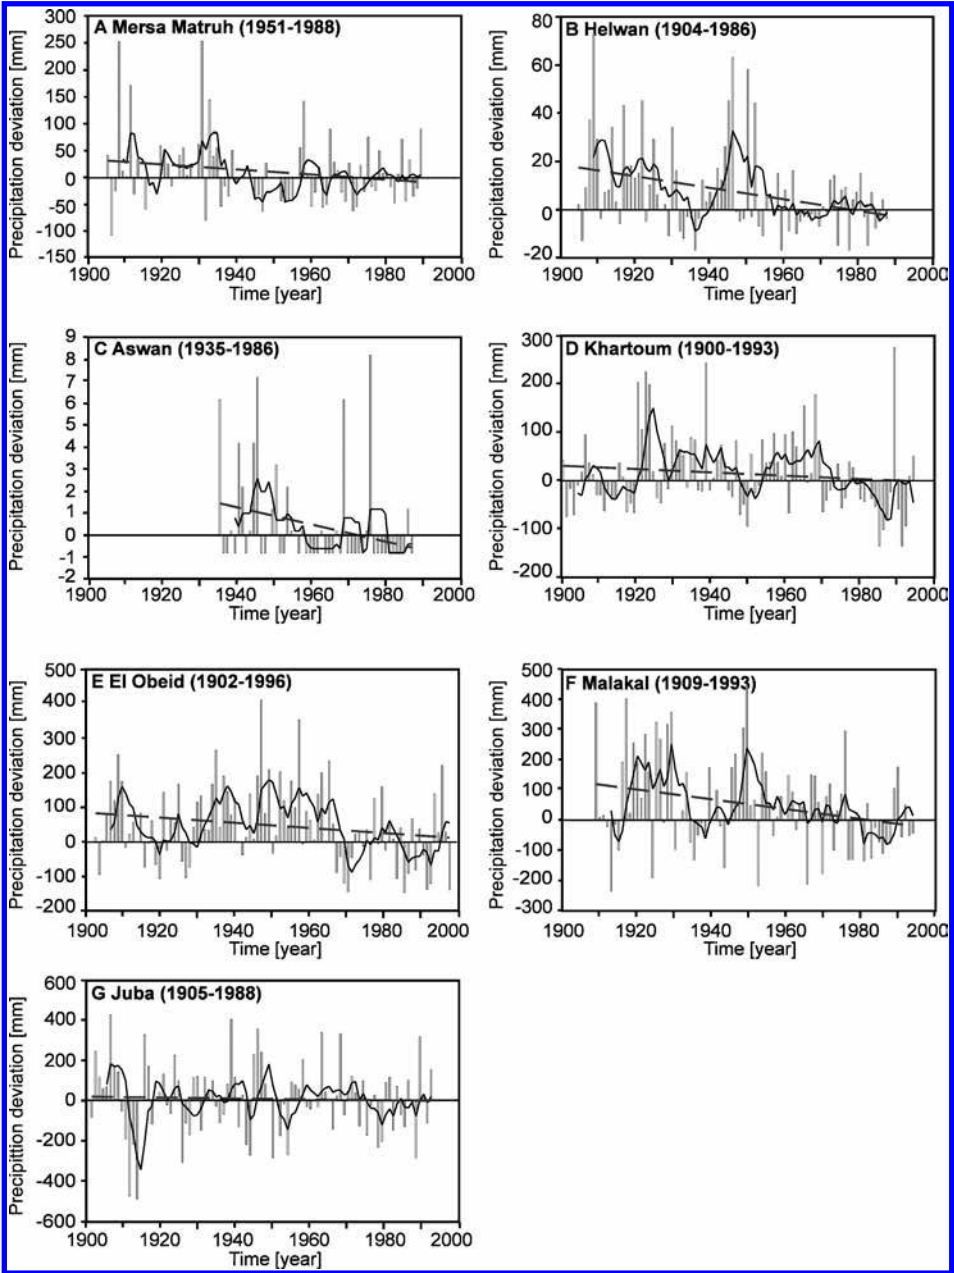 A Mersa Matruh (1951-1988)
Precipitation deviation [mm]
300
250
200
150
100
50
0
-50
-100
-150
1900 1920 1940 1960 1980 2000
Time [year]
B Helwan (1904-1986)
Precipitation deviation [mm]
80
60
40
20
0
-20
1900 1920 1940 1960 1980 2000
Time [year]
C Aswan (1935-1986)
Precipitation deviation [mm]
9
8
7
6
5
4
3
2
1
0
-1
-2
1900 1920 1940 1960 1980 2000
Time [year]
D Khartoum (1900-1993)
Precipitation deviation [mm]
300
200
100
0
-100
-200
1900 1920 1940 1960 1980 2000
Time [year]
E El Obeid (1902-1996)
Precipitation deviation [mm]
500
400
300
200
100
0
-100
-200
1900 1920 1940 1960 1980 2000
Time [year]
F Malakal (1909-1993)
Precipitation deviation [mm]
500
400
300
200
100
0
-100
-200
-300
1900 1920 1940 1960 1980 2000
Time [year]
G Juba (1905-1988)
Precipittion deviation [mm]
600
400
200
0
-200
-400
-600
1900 1920 1940 1960 1980 2000
Time [year]